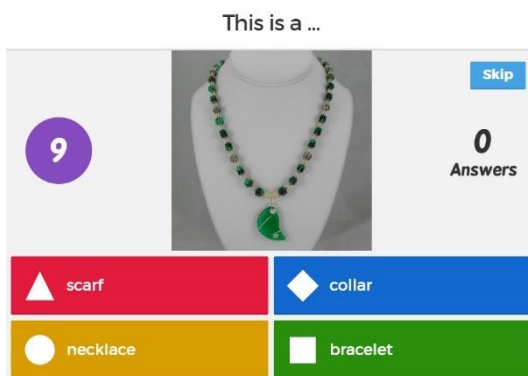 This is a ...
Skip
9
0
Answers
scarf
collar
necklace
bracelet